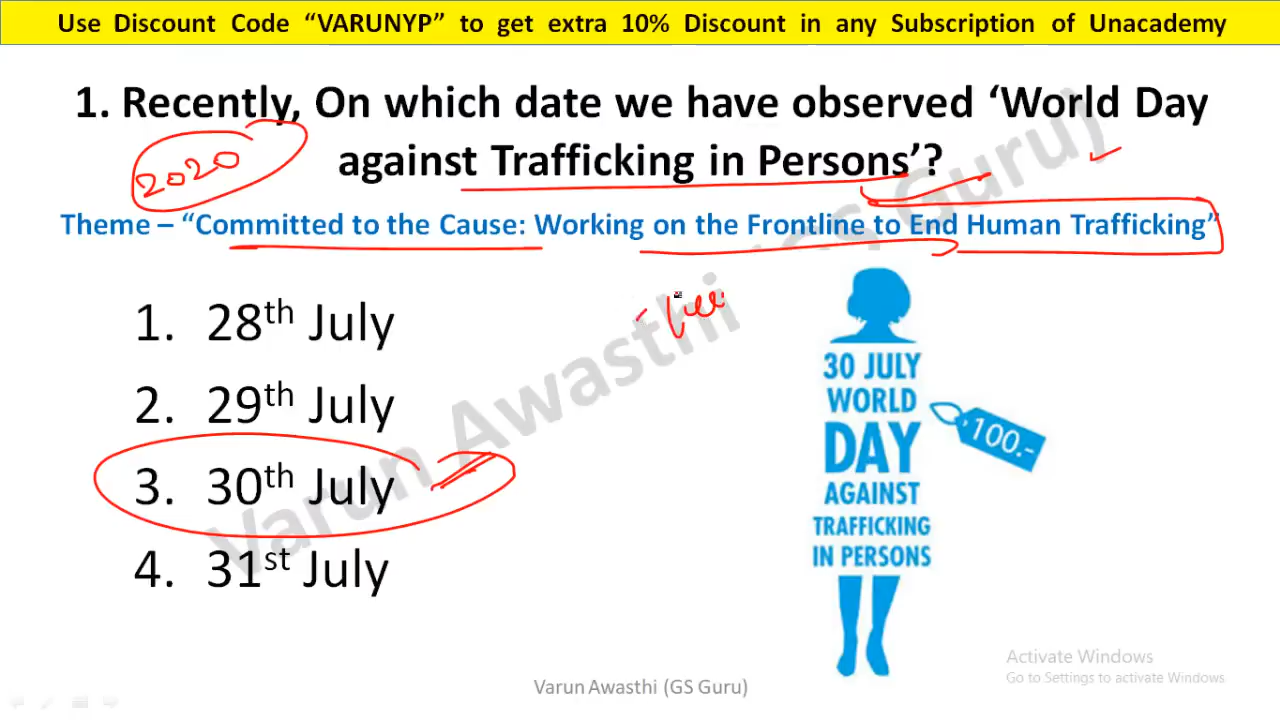 Use Discount Code “VARUNYP” to get extra 10% Discount in any Subscription of Unacademy
1. Recently, On which date we have observed ‘World Day
against Trafficking in Persons’?
2020
Theme – “Committed to the Cause: Working on the Frontline to End Human Trafficking”
1. 28th July
2. 29th July
3. 30th July
4. 31st July
30 JULY
WORLD
DAY
AGAINST
TRAFFICKING
IN PERSONS
100.-
Varun Awasthi (GS Guru)
Activate Windows
Go to Settings to activate Windows.
Varun Awasthi (GS Guru)